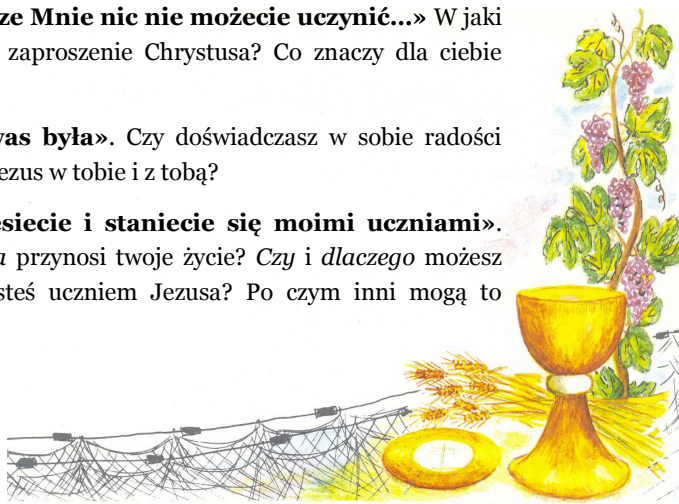 ze Mnie nic nie możecie uczynić...» W jaki
zaproszenie Chrystusa? Co znaczy dla ciebie
was była». Czy doświadczasz w sobie radości
ezus w tobie i z tobą?
siecie i staniecie się moimi uczniami».
przynosi twoje życie? Czy i dlaczego możesz
steś uczniem Jezusa? Po czym inni mogą to